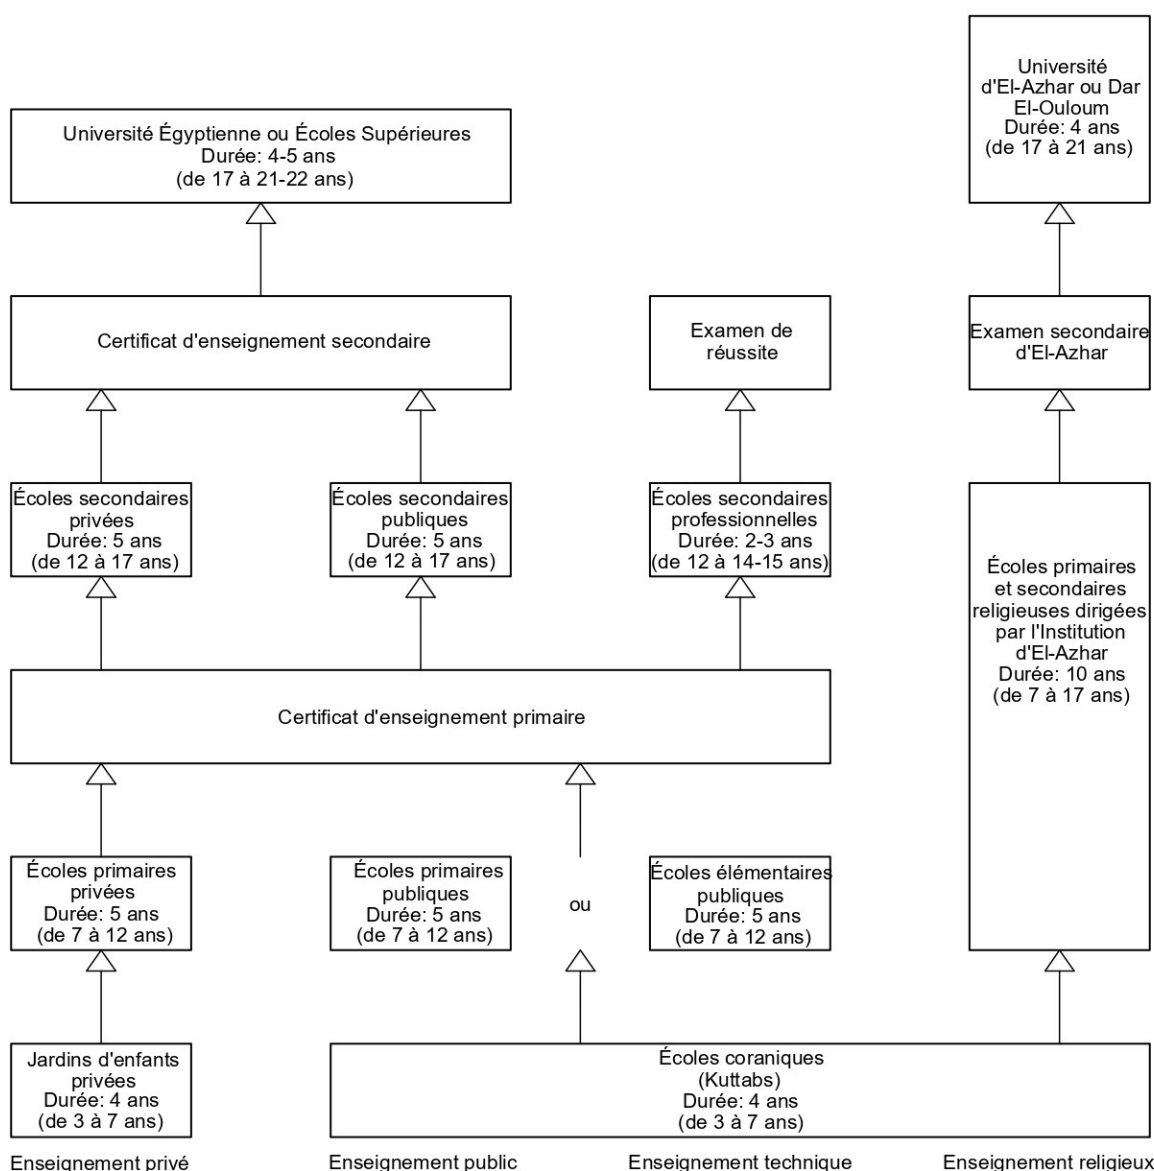 Université
d'El-Azhar ou Dar
El-Ouloum
Durée: 4 ans
(de 17 à 21 ans)
Université Égyptienne ou Écoles Supérieures
Durée: 4-5 ans
(de 17 à 21-22 ans)
Certificat d'enseignement secondaire
Examen de
réussite
Examen secondaire
d'El-Azhar
Écoles secondaires
privées
Durée: 5 ans
(de 12 à 17 ans)
Écoles secondaires
publiques
Durée: 5 ans
(de 12 à 17 ans)
Écoles secondaires
professionnelles
Durée: 2-3 ans
(de 12 à 14-15 ans)
Écoles primaires
et secondaires
religieuses dirigées
par l'Institution
d'El-Azhar
Durée: 10 ans
(de 7 à 17 ans)
Certificat d'enseignement primaire
Écoles primaires
privées
Durée: 5 ans
(de 7 à 12 ans)
Écoles primaires
publiques
Durée: 5 ans
(de 7 à 12 ans)
ou
Écoles élémentaires
publiques
Durée: 5 ans
(de 7 à 12 ans)
Jardins d'enfants
privées
Durée: 4 ans
(de 3 à 7 ans)
Écoles coraniques
(Kuttabs)
Durée: 4 ans
(de 3 à 7 ans)
Enseignement privé
Enseignement public
Enseignement technique
Enseignement religieux